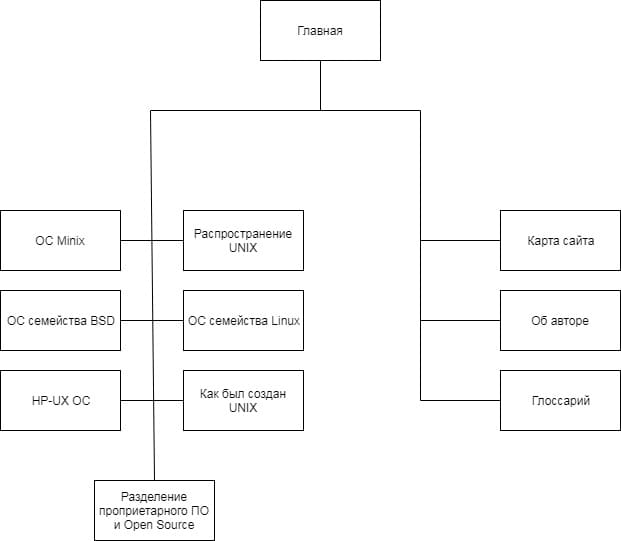 Главная
ОС Minix
Распространение
UNIX
Карта сайта
ОС семейства BSD
ОС семейства Linux
Об авторе
HP-UX ОС
Как был создан
UNIX
Глоссарий
Разделение
проприетарного ПО
и Open Source